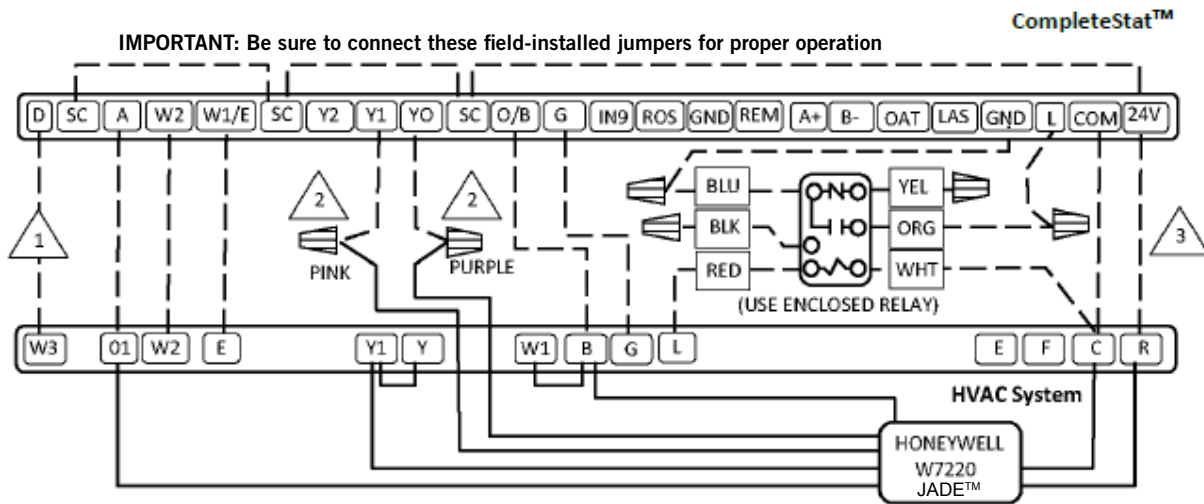 CompleteStat™
IMPORTANT: Be sure to connect these field-installed jumpers for proper operation
D SC A W2 W1/E SC Y2 Y1 YO SC O/B G IN9 ROS GND REM A+ B- OAT LAS GND L COM 24V
BLU YEL
2 2
BLK ORG
1 3
PINK PURPLE
RED WHT
(USE ENCLOSED RELAY)
W3 01 W2 E Y1 Y W1 B G L E F C R
HVAC System
HONEYWELL
W7220
JADE™